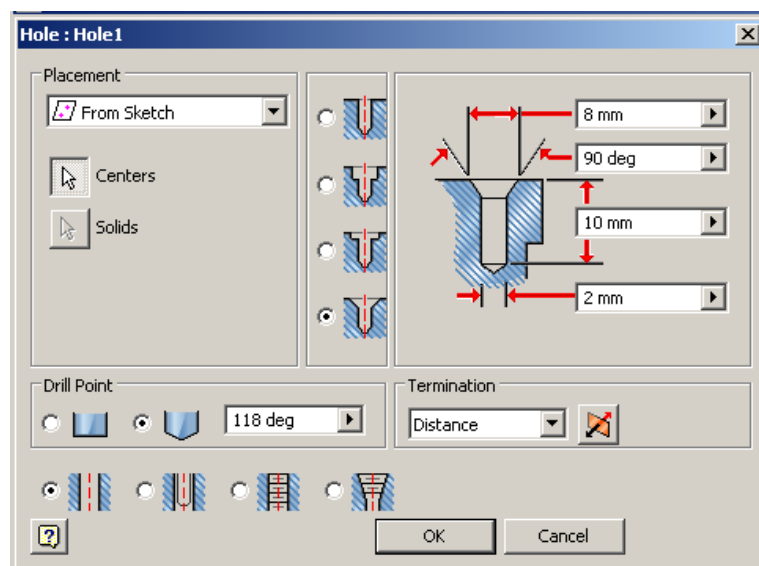 Hole : Hole1
Placement
From Sketch
Centers
Solids
8 mm
90 deg
10 mm
2 mm
Drill Point
118 deg
Termination
Distance
?
OK
Cancel